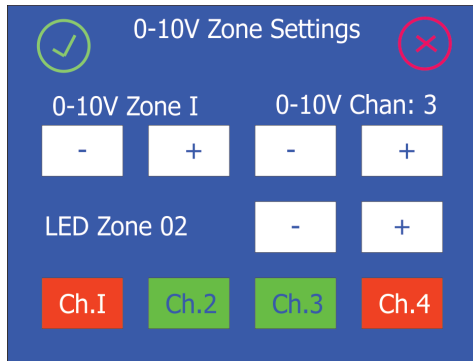 0-10V Zone Settings
0-10V Zone I 0-10V Chan: 3
- + - +
LED Zone 02 - +
Ch.I Ch.2 Ch.3 Ch.4